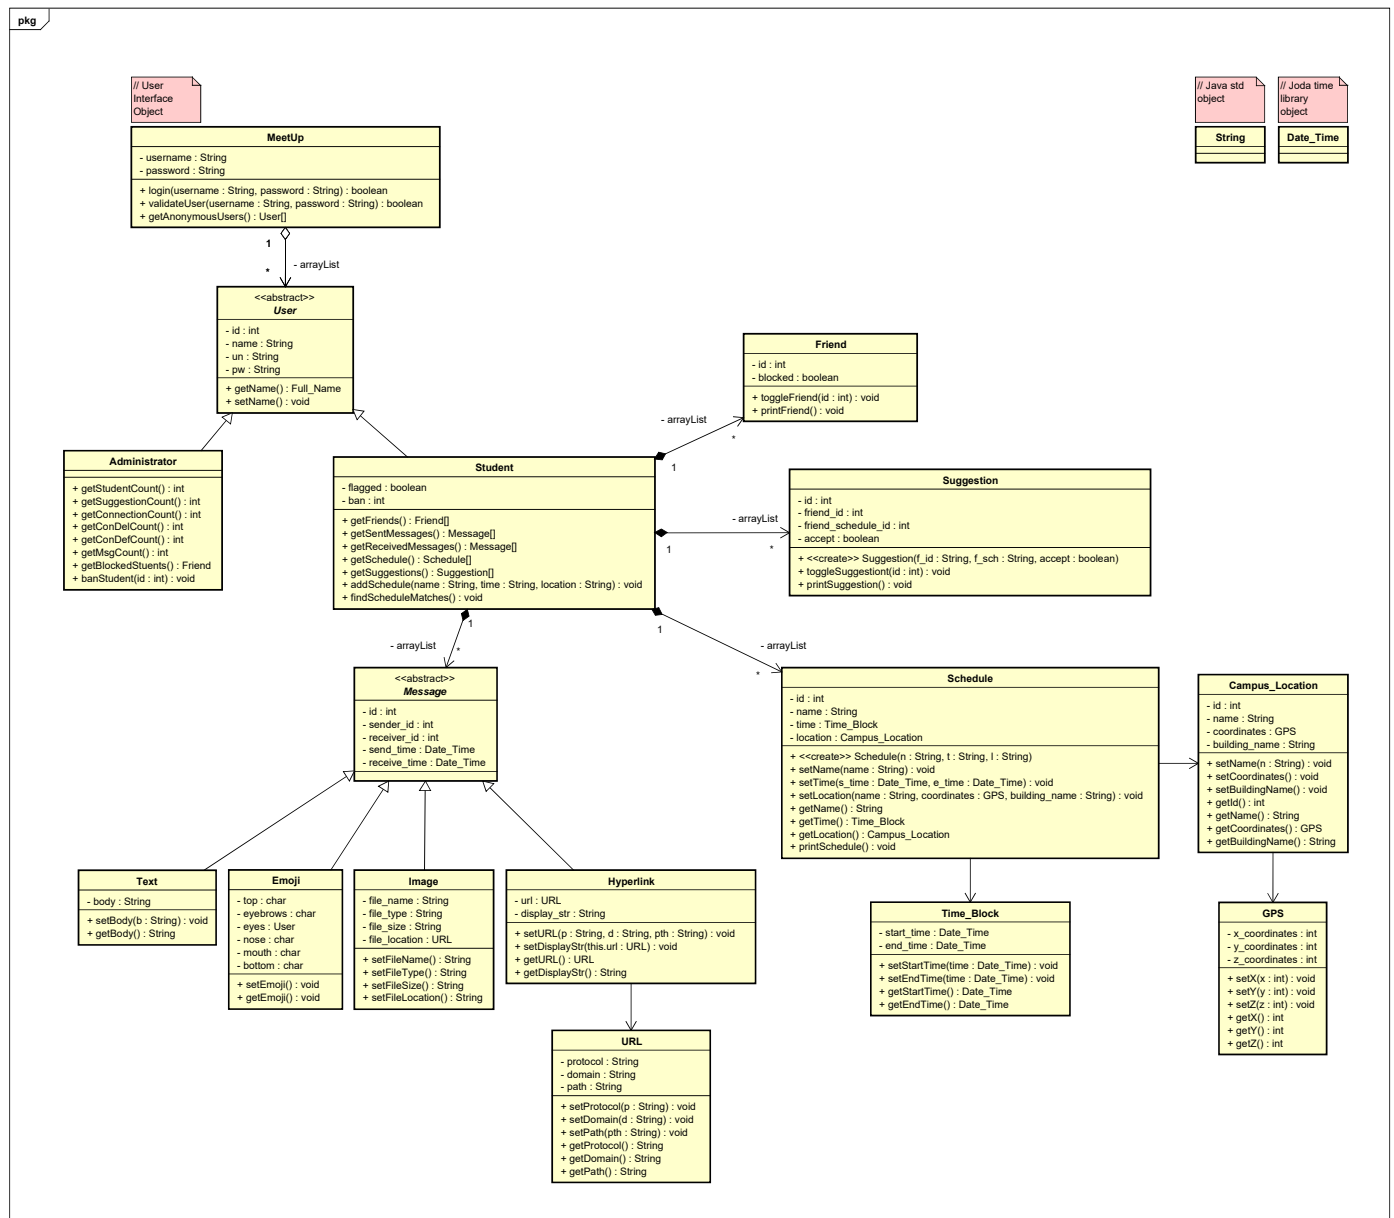 pkg
// User
Interface
Object
// Java std
object
// Joda time
library
object
MeetUp
- username : String
- password : String
+ login(username : String, password : String) : boolean
+ validateUser(username : String, password : String) : boolean
+ getAnonymousUsers() : User[]
String
Date_Time
1
*
- arrayList
<<abstract>>
User
- id : int
- name : String
- un : String
- pw : String
+ getName() : Full_Name
+ setName() : void
Friend
- id : int
- blocked : boolean
+ toggleFriend(id : int) : void
+ printFriend() : void
- arrayList
*
1
Administrator
+ getStudentCount() : int
+ getSuggestionCount() : int
+ getConnectionCount() : int
+ getConDelCount() : int
+ getConDefCount() : int
+ getMsgCount() : int
+ getBlockedStuents() : Friend
+ banStudent(id : int) : void
Student
- flagged : boolean
- ban : int
+ getFriends() : Friend[]
+ getSentMessages() : Message[]
+ getReceivedMessages() : Message[]
+ getSchedule() : Schedule[]
+ getSuggestions() : Suggestion[]
+ addSchedule(name : String, time : String, location : String) : void
+ findScheduleMatches() : void
- arrayList
1
*
Suggestion
- id : int
- friend_id : int
- friend_schedule_id : int
- accept : boolean
+ <<create>> Suggestion(f_id : String, f_sch : String, accept : boolean)
+ toggleSuggestiont(id : int) : void
+ printSuggestion() : void
1
- arrayList
*
1
- arrayList
*
<<abstract>>
Message
- id : int
- sender_id : int
- receiver_id : int
- send_time : Date_Time
- receive_time : Date_Time
Schedule
- id : int
- name : String
- time : Time_Block
- location : Campus_Location
+ <<create>> Schedule(n : String, t : String, l : String)
+ setName(name : String) : void
+ setTime(s_time : Date_Time, e_time : Date_Time) : void
+ setLocation(name : String, coordinates : GPS, building_name : String) : void
+ getName() : String
+ getTime() : Time_Block
+ getLocation() : Campus_Location
+ printSchedule() : void
Campus_Location
- id : int
- name : String
- coordinates : GPS
- building_name : String
+ setName(n : String) : void
+ setCoordinates() : void
+ setBuildingName() : void
+ getId() : int
+ getName() : String
+ getCoordinates() : GPS
+ getBuildingName() : String
Text
- body : String
+ setBody(b : String) : void
+ getBody() : String
Emoji
- top : char
- eyebrows : char
- eyes : User
- nose : char
- mouth : char
- bottom : char
+ setEmoji() : void
+ getEmoji() : void
Image
- file_name : String
- file_type : String
- file_size : String
- file_location : URL
+ setFileName() : String
+ setFileType() : String
+ setFileSize() : String
+ setFileLocation() : String
Hyperlink
- url : URL
- display_str : String
+ setURL(p : String, d : String, pth : String) : void
+ setDisplayStr(this.url : URL) : void
+ getURL() : URL
+ getDisplayStr() : String
Time_Block
- start_time : Date_Time
- end_time : Date_Time
+ setStartTime(time : Date_Time) : void
+ setEndTime(time : Date_Time) : void
+ getStartTime() : Date_Time
+ getEndTime() : Date_Time
GPS
- x_coordinates : int
- y_coordinates : int
- z_coordinates : int
+ setX(x : int) : void
+ setY(y : int) : void
+ setZ(z : int) : void
+ getX() : int
+ getY() : int
+ getZ() : int
URL
- protocol : String
- domain : String
- path : String
+ setProtocol(p : String) : void
+ setDomain(d : String) : void
+ setPath(pth : String) : void
+ getProtocol() : String
+ getDomain() : String
+ getPath() : String